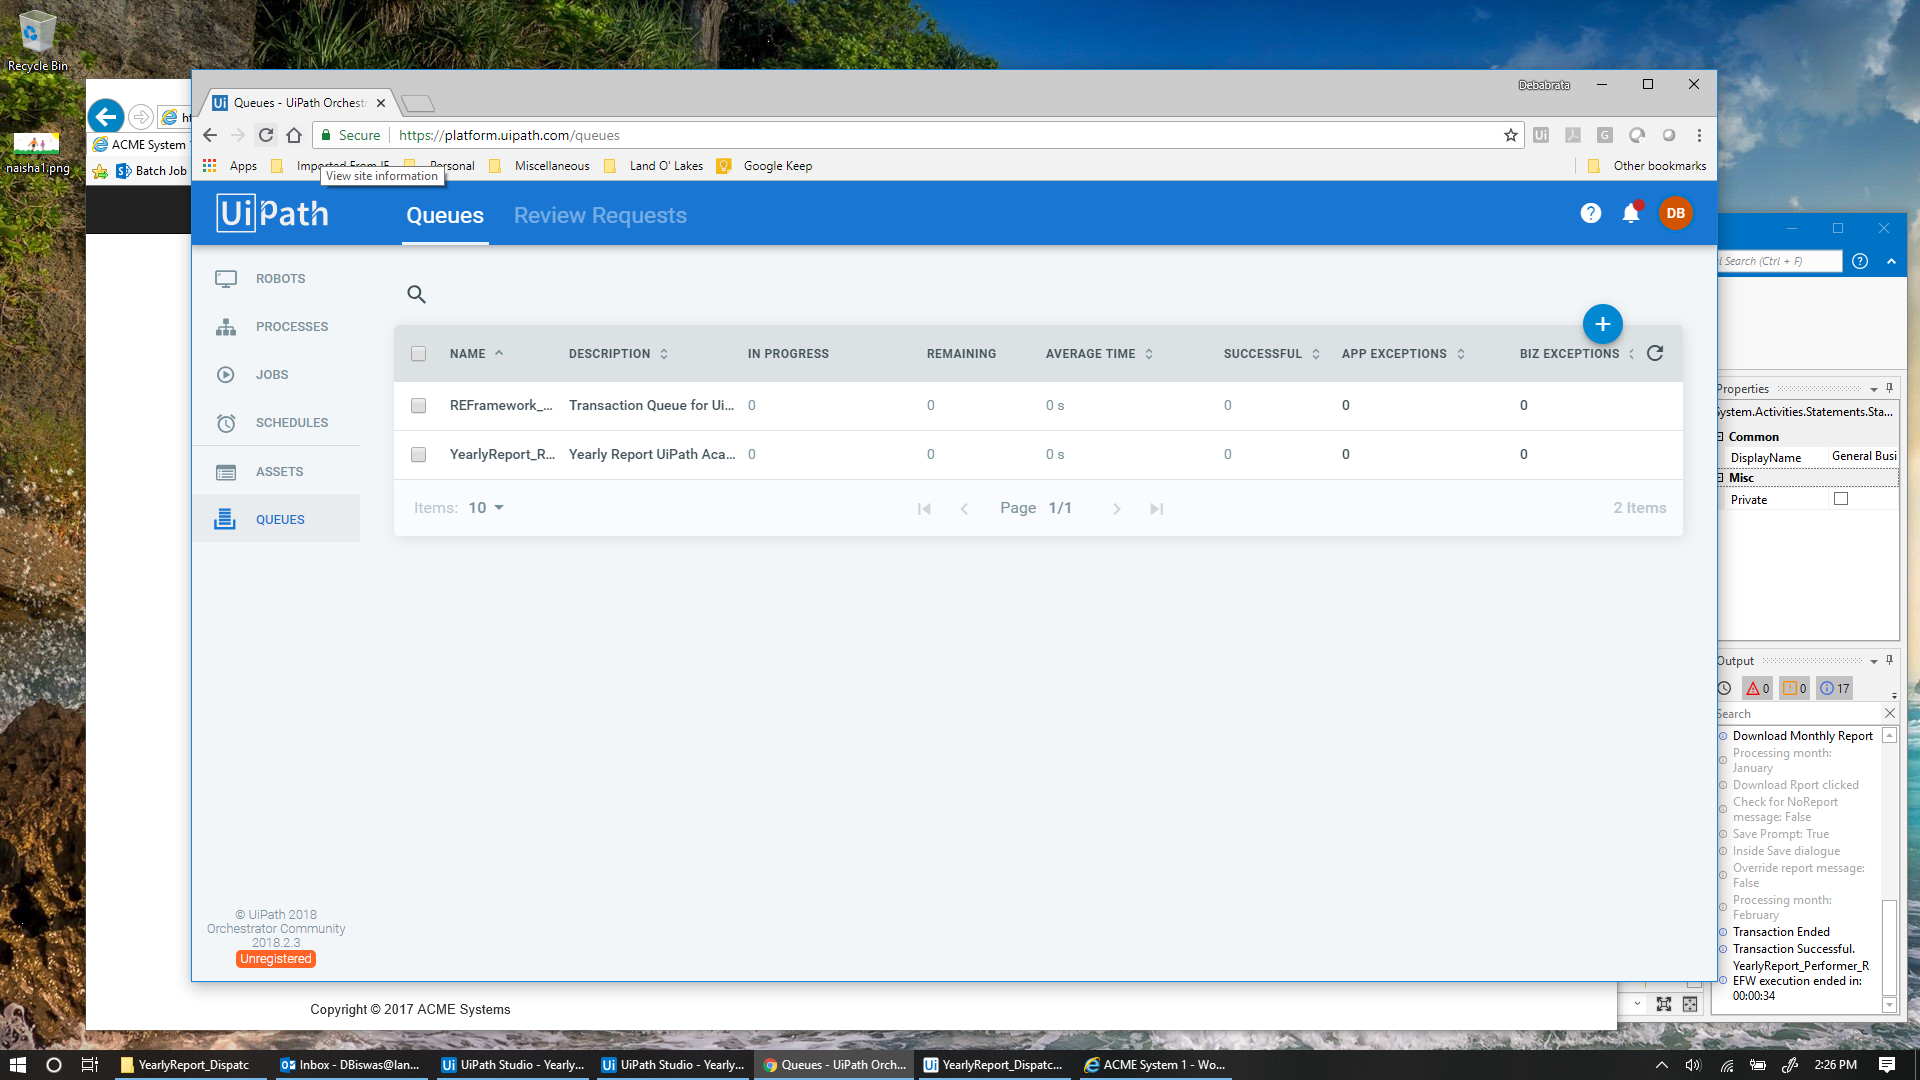 Recycle Bin
naisha1.png
ACME System
Batch Job
Debabrata
Queues - UiPath Orchest
Secure
https://platform.uipath.com/queues
Apps
Personal
Miscellaneous
Land O' Lakes
Google Keep
Other bookmarks
View site information
UiPath
Queues
Review Requests
DB
ROBOTS
PROCESSES
JOBS
SCHEDULES
ASSETS
QUEUES
NAME
DESCRIPTION
IN PROGRESS
REMAINING
AVERAGE TIME
SUCCESSFUL
APP EXCEPTIONS
BIZ EXCEPTIONS
REFramework_... Transaction Queue for Ui... 0 0 0 s 0 0 0
YearlyReport_R... Yearly Report UiPath Aca... 0 0 0 s 0 0 0
Items: 10
Page 1/1
2 Items
© UiPath 2018
Orchestrator Community
2018.2.3
Unregistered
Copyright © 2017 ACME Systems
Search (Ctrl + F)
Properties
System.Activities.Statements.Sta...
Common
DisplayName General Busi
Misc
Private
Output
0 0 17
Search
Download Monthly Report
Processing month:
January
Download Rport clicked
Check for NoReport
message: False
Save Prompt: True
Inside Save dialogue
Override report message:
False
Processing month:
February
Transaction Ended
Transaction Successful.
YearlyReport_Performer_R
EFW execution ended in:
00:00:34
YearlyReport_Dispatc
Inbox - DBiswas@lan...
UiPath Studio - Yearly...
UiPath Studio - Yearly...
Queues - UiPath Orch...
YearlyReport_Dispatc...
ACME System 1 - Wo...
2:26 PM